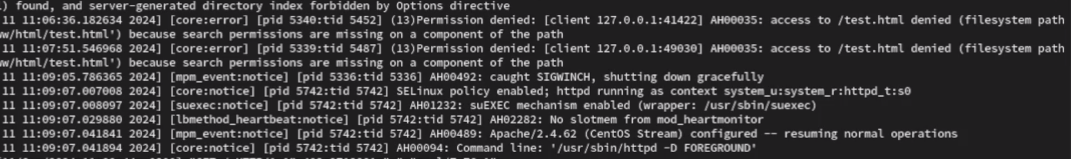 ) found, and server-generated directory index forbidden by Options directive
11 11:06:36.182634 2024] [core:error] [pid 5340:tid 5452] (13)Permission denied: [client 127.0.0.1:41422] AH00035: access to /test.html denied (filesystem path
ww/html/test.html') because search permissions are missing on a component of the path
11 11:07:51.546968 2024] [core:error] [pid 5339:tid 5487] (13)Permission denied: [client 127.0.0.1:49030] AH00035: access to /test.html denied (filesystem path
ww/html/test.html') because search permissions are missing on a component of the path
11 11:09:05.786365 2024] [mpm_event:notice] [pid 5336:tid 5336] AH00492: caught SIGWINCH, shutting down gracefully
11 11:09:07.007008 2024] [core:notice] [pid 5742:tid 5742] SELinux policy enabled; httpd running as context system_u:system_r:httpd_t:s0
11 11:09:07.008097 2024] [suexec:notice] [pid 5742:tid 5742] AH01232: suEXEC mechanism enabled (wrapper: /usr/sbin/suexec)
11 11:09:07.029880 2024] [lbmethod_heartbeat:notice] [pid 5742:tid 5742] AH02282: No slotmem from mod_heartmonitor
11 11:09:07.041841 2024] [mpm_event:notice] [pid 5742:tid 5742] AH00489: Apache/2.4.62 (CentOS Stream) configured -- resuming normal operations
11 11:09:07.041894 2024] [core:notice] [pid 5742:tid 5742] AH00094: Command line: '/usr/sbin/httpd -D FOREGROUND'